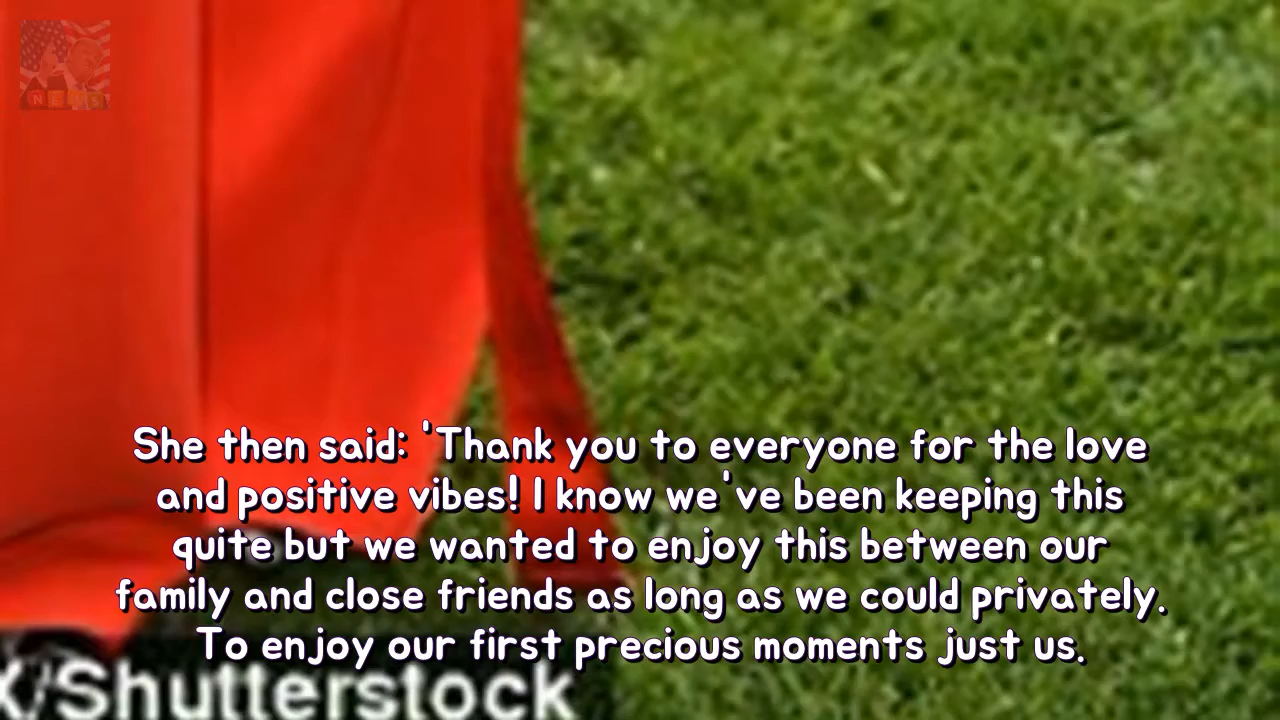 NEWS
She then said: 'Thank you to everyone for the love
and positive vibes! I know we've been keeping this
quite but we wanted to enjoy this between our
family and close friends as long as we could privately.
To enjoy our first precious moments just us.
X/Shutterstock